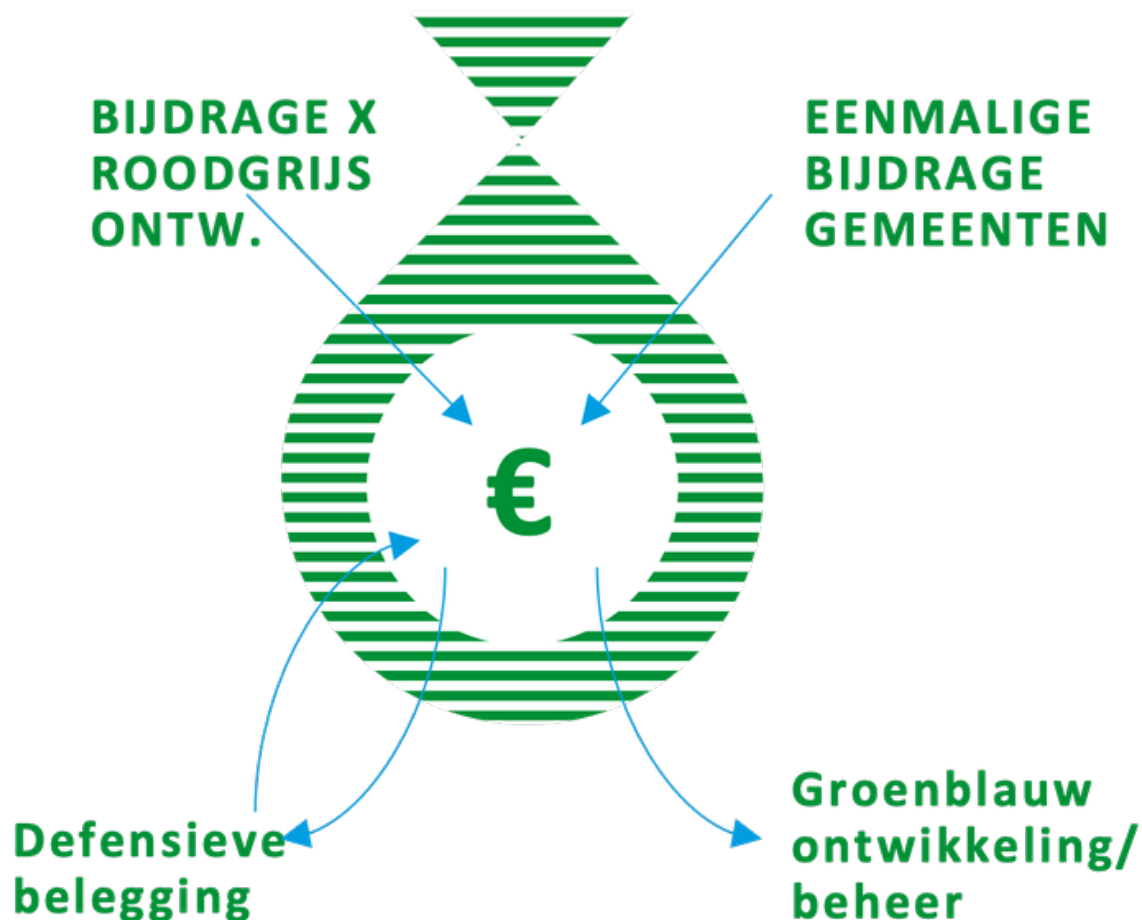 BIJDRAGE X
ROODGRIJS
ONTW.
EENMALIGE
BIJDRAGE
GEMEENTEN
€
Defensieve
belegging
Groenblauw
ontwikkeling/
beheer